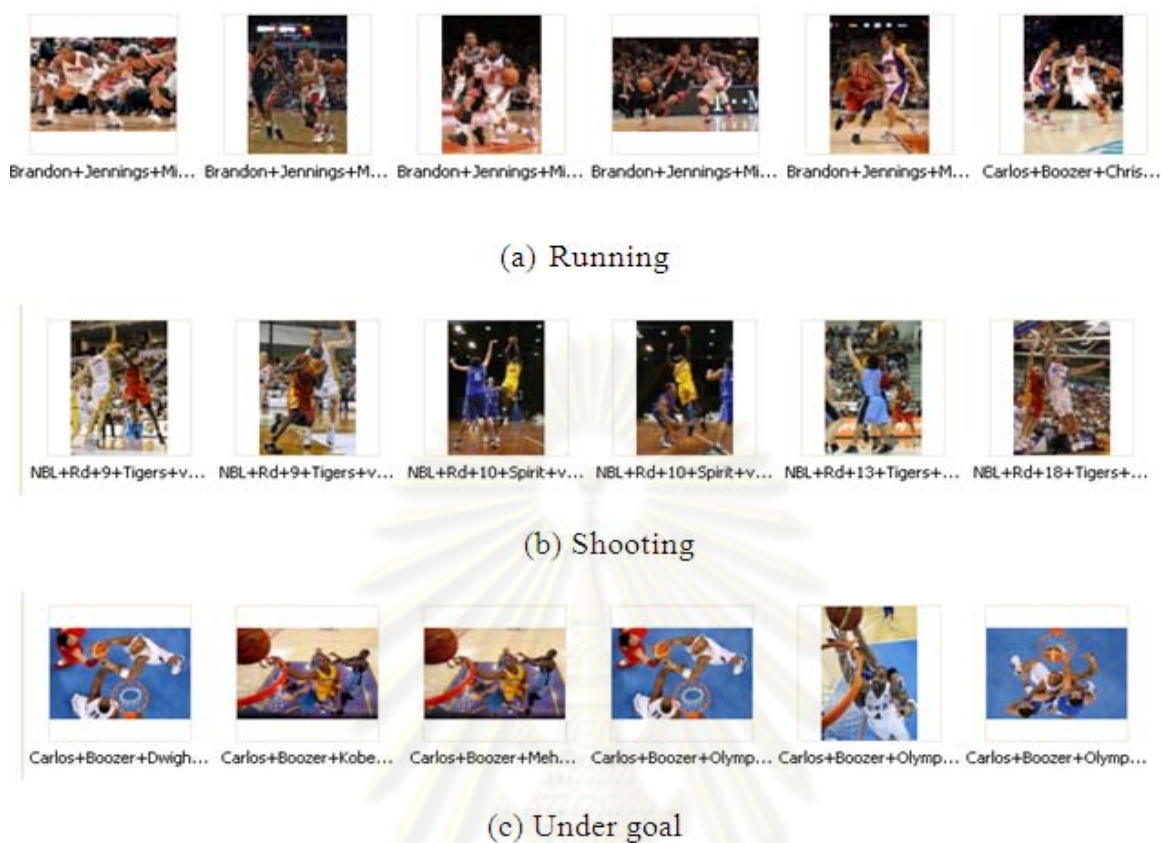 Brandon+Jennings+Mi... Brandon+Jennings+M... Brandon+Jennings+Mi... Brandon+Jennings+Mi... Brandon+Jennings+M... Carlos+Boozer+Chris...
(a) Running
NBL+Rd+9+Tigers+v... NBL+Rd+9+Tigers+v... NBL+Rd+10+Spirit+v... NBL+Rd+10+Spirit+v... NBL+Rd+13+Tigers+... NBL+Rd+18+Tigers+...
(b) Shooting
Carlos+Boozer+Dwigh... Carlos+Boozer+Kobe... Carlos+Boozer+Meh... Carlos+Boozer+Olymp... Carlos+Boozer+Olymp... Carlos+Boozer+Olymp...
(c) Under goal